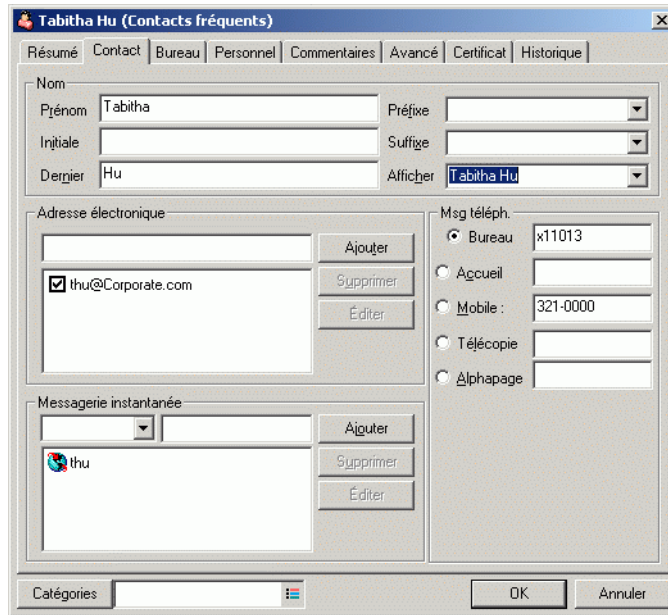 Tabitha Hu (Contacts fréquents)
Résumé Contact Bureau Personnel Commentaires Avancé Certificat Historique
Nom
Prénom Tabitha Préfixe
Initiale Suffixe
Dernier Hu Afficher Tabitha Hu
Adresse électronique
Ajouter
thu@Corporate.com
Supprimer
Éditer
Msg téléph.
Bureau x11013
Accueil
Mobile : 321-0000
Télécopie
Alphapage
Messagerie instantanée
Ajouter
thu
Supprimer
Éditer
Catégories OK Annuler